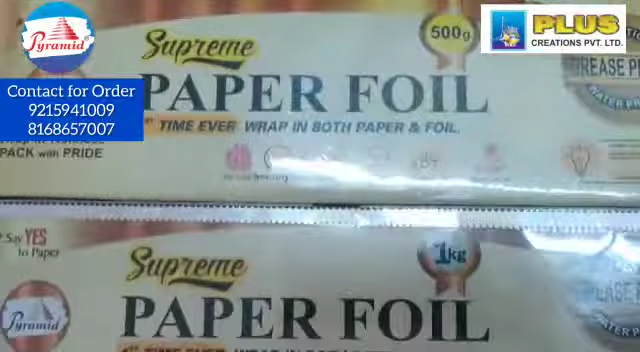 Pyramid
Supreme
500g
PLUS
CREATIONS PVT. LTD.
Contact for Order
9215941009
8168657007
PAPER FOIL
TIME EVER WRAP IN BOTH PAPER & FOIL.
PACK with PRIDE
Say YES
to Paper
Supreme
1kg
Pyramid
PAPER FOIL